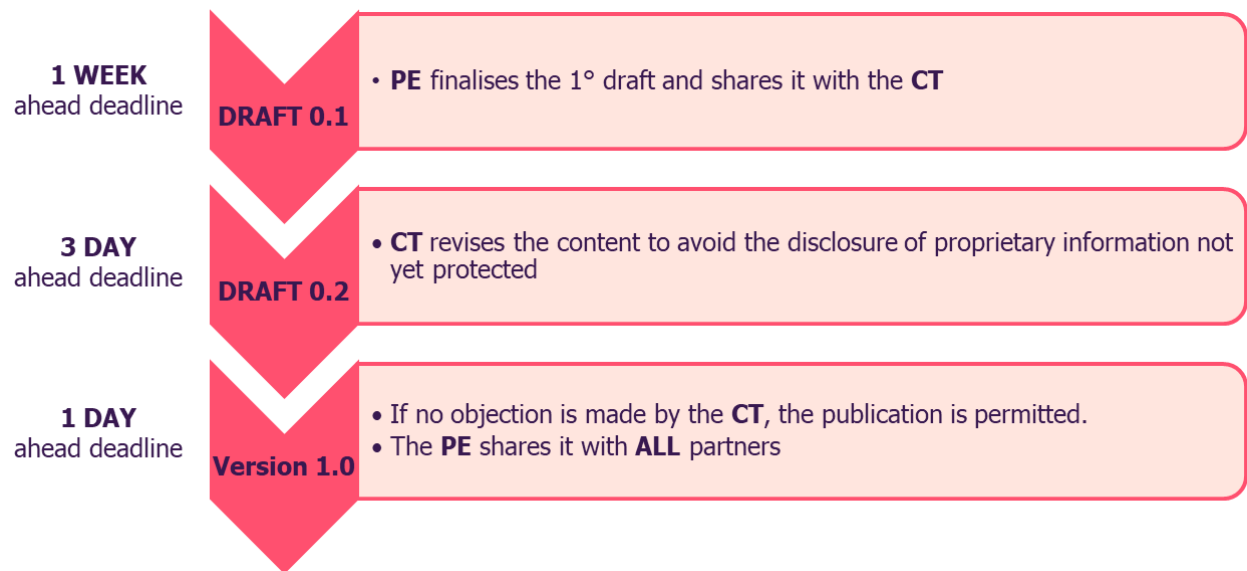 1 WEEK
ahead deadline
DRAFT 0.1
• PE finalises the 1° draft and shares it with the CT
3 DAY
ahead deadline
DRAFT 0.2
• CT revises the content to avoid the disclosure of proprietary information not
yet protected
1 DAY
ahead deadline
Version 1.0
• If no objection is made by the CT, the publication is permitted.
• The PE shares it with ALL partners